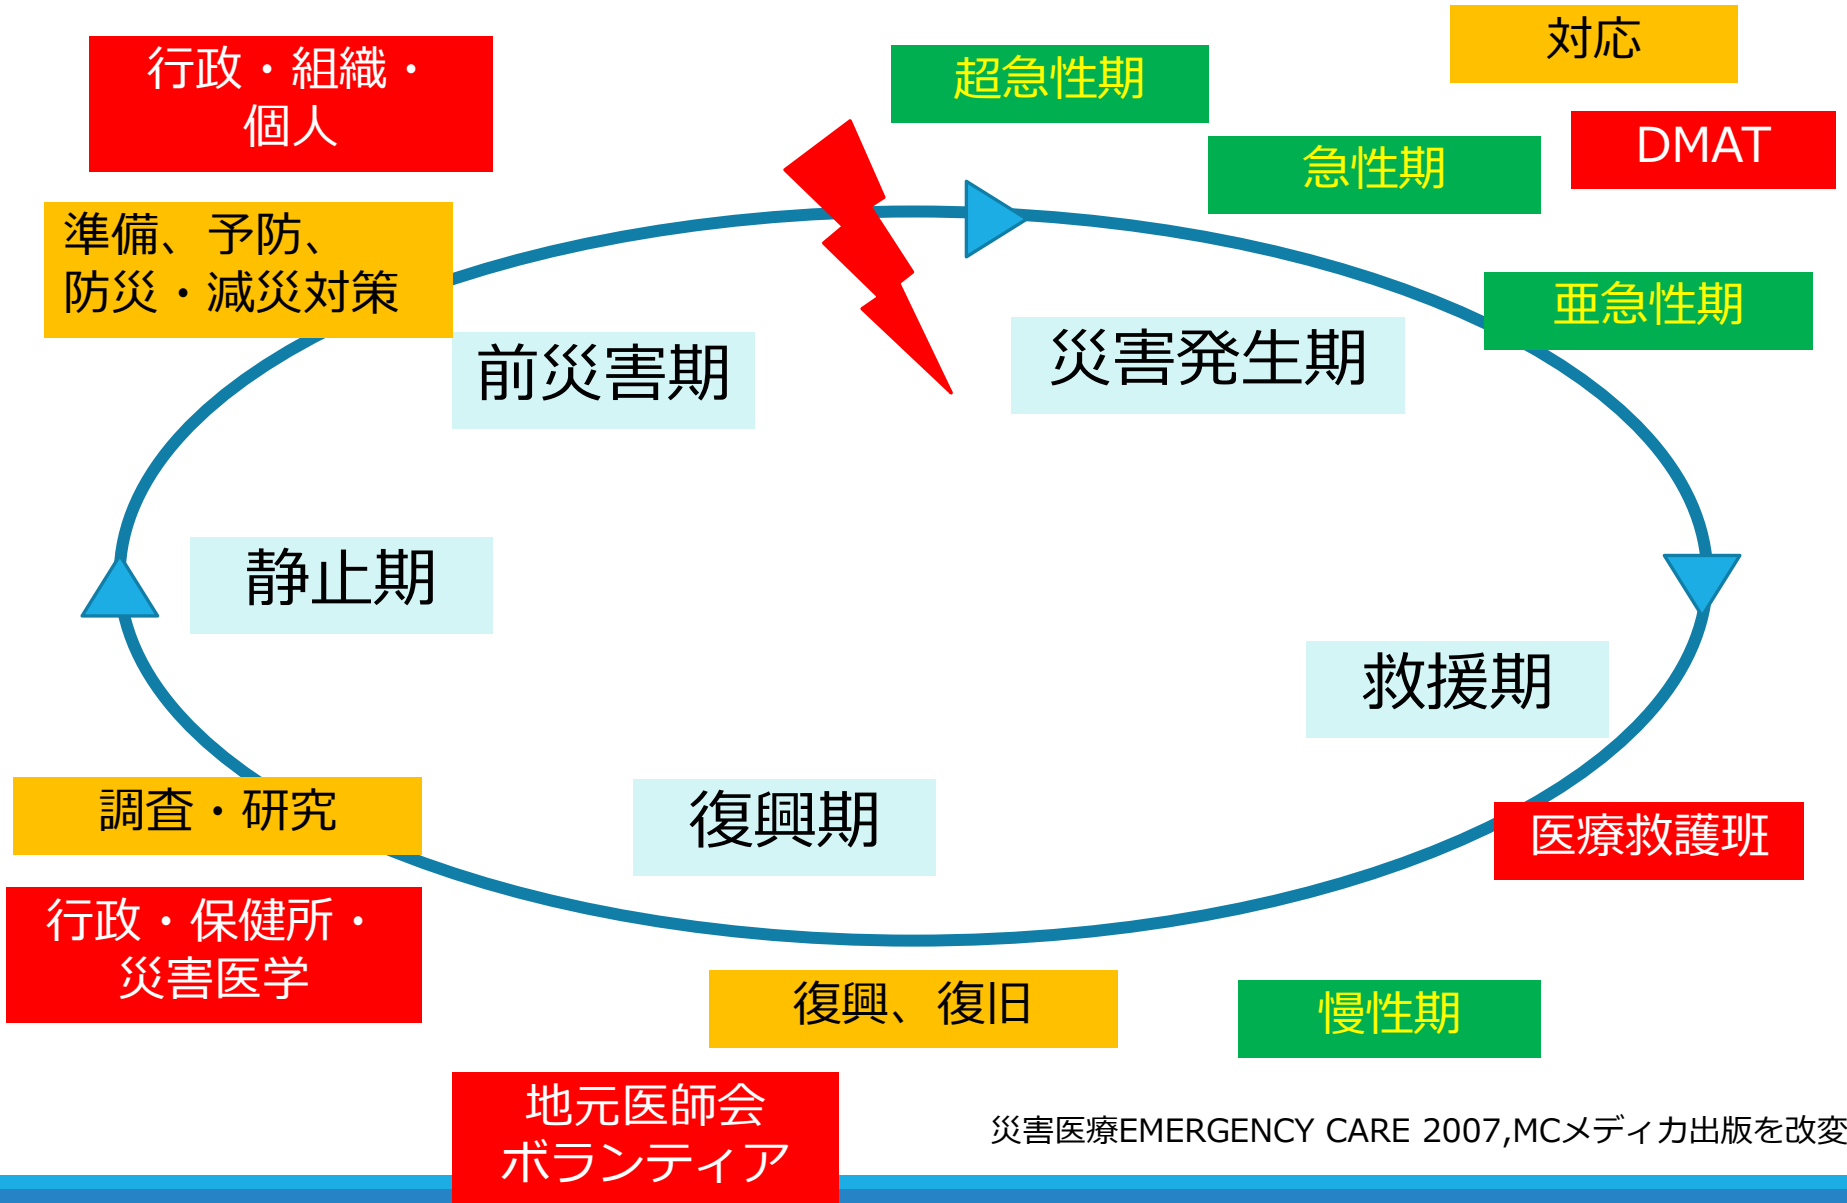 対応
行政・組織・
個人
超急性期
DMAT
急性期
準備、予防、
防災・減災対策
亜急性期
前災害期
災害発生期
静止期
救援期
調査・研究
復興期
医療救護班
行政・保健所・
災害医学
復興、復旧
慢性期
地元医師会
ボランティア
災害医療EMERGENCY CARE 2007,MCメディカ出版を改変